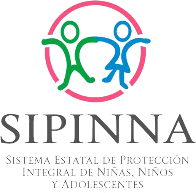 SIPINNA
SISTEMA ESTATAL DE PROTECCIÓN
INTEGRAL DE NIÑAS, NIÑOS
Y ADOLESCENTES